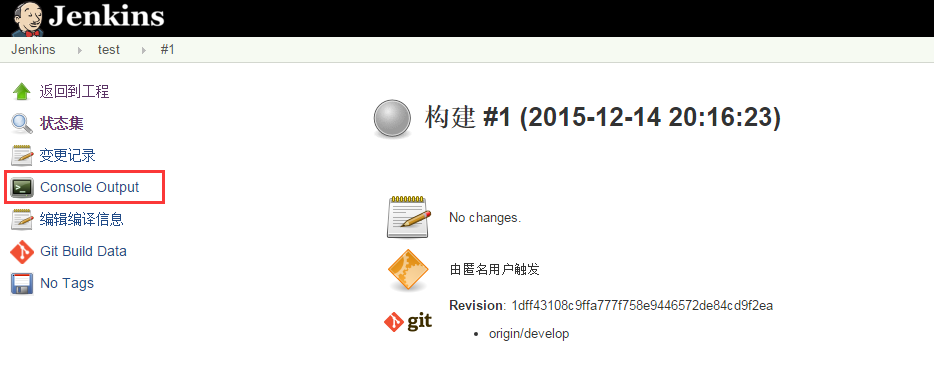 Jenkins
Jenkins test #1
返回到工程
状态集
变更记录
Console Output
编辑编译信息
Git Build Data
No Tags
构建 #1 (2015-12-14 20:16:23)
No changes.
由匿名用户触发
Revision: 1dff43108c9ffa777f758e9446572de84cd9f2ea
git
origin/develop